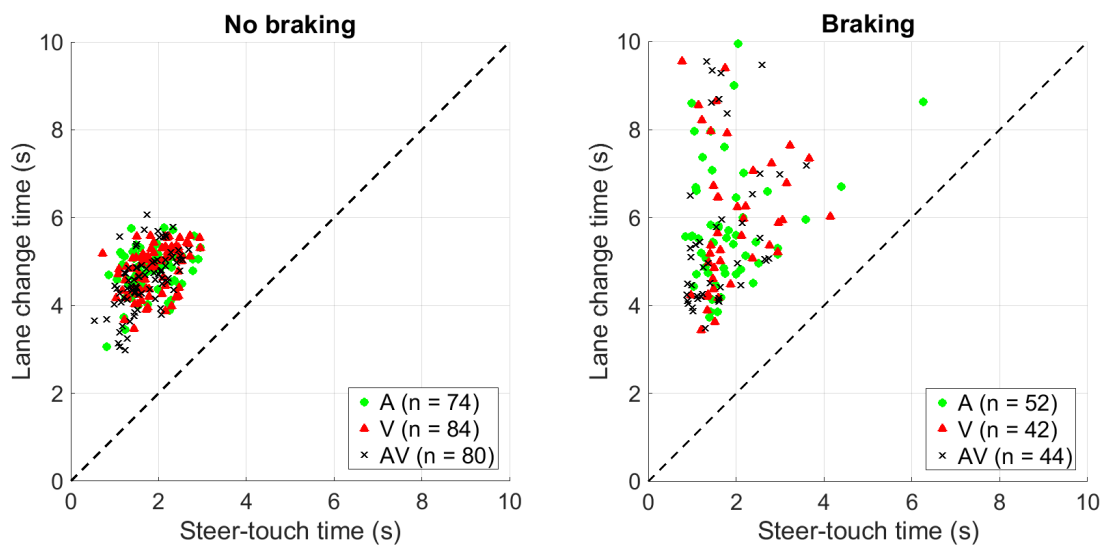 No braking
10
8
6
4
2
0
0
2
4
6
8
10
Lane change time (s)
Steer-touch time (s)
A (n = 74)
V (n = 84)
AV (n = 80)
Braking
10
8
6
4
2
0
0
2
4
6
8
10
Lane change time (s)
Steer-touch time (s)
A (n = 52)
V (n = 42)
AV (n = 44)